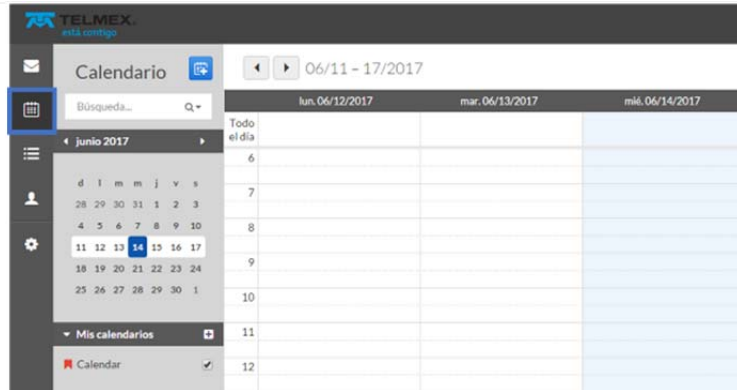 TELMEX.
está contigo
Calendario
Búsqueda...
junio 2017
d l m m j v s
28 29 30 31 1 2 3
4 5 6 7 8 9 10
11 12 13 14 15 16 17
18 19 20 21 22 23 24
25 26 27 28 29 30 1
Mis calendarios
Calendar
06/11 – 17/2017
lun. 06/12/2017 mar. 06/13/2017 mié. 06/14/2017
Todo
el día
6
7
8
9
10
11
12